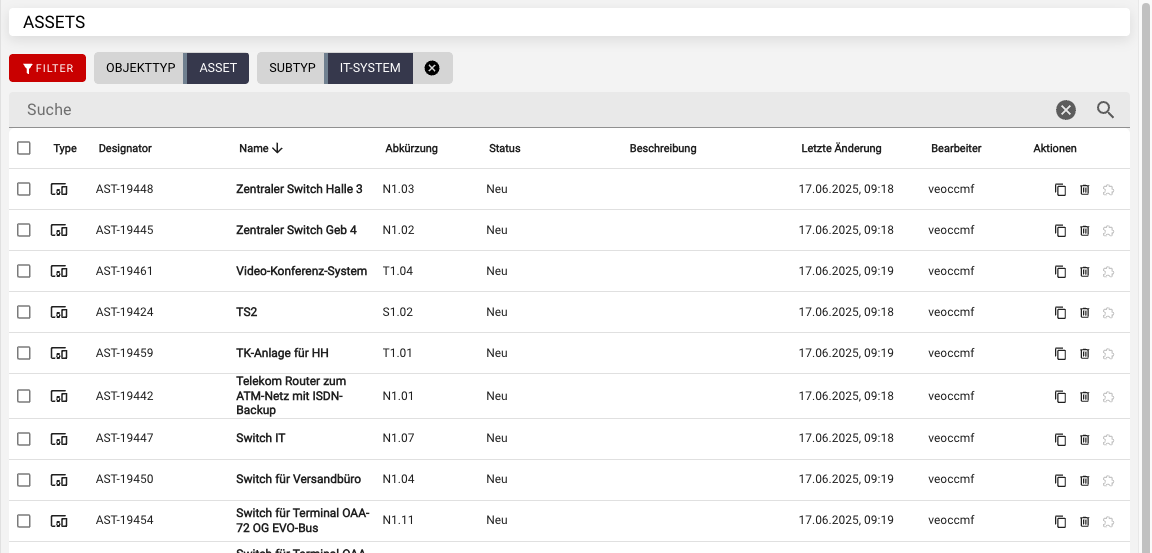 ASSETS
FILTER OBJEKTTYP ASSET SUBTYP IT-SYSTEM
Suche
Type Designator Name Abkürzung Status Beschreibung Letzte Änderung Bearbeiter Aktionen
AST-19448 Zentraler Switch Halle 3 N1.03 Neu 17.06.2025, 09:18 veoccmf
AST-19445 Zentraler Switch Geb 4 N1.02 Neu 17.06.2025, 09:18 veoccmf
AST-19461 Video-Konferenz-System T1.04 Neu 17.06.2025, 09:19 veoccmf
AST-19424 TS2 S1.02 Neu 17.06.2025, 09:18 veoccmf
AST-19459 TK-Anlage für HH T1.01 Neu 17.06.2025, 09:19 veoccmf
Telekom Router zum
AST-19442 ATM-Netz mit ISDN- N1.01 Neu 17.06.2025, 09:18 veoccmf
Backup
AST-19447 Switch IT N1.07 Neu 17.06.2025, 09:18 veoccmf
AST-19450 Switch für Versandbüro N1.04 Neu 17.06.2025, 09:19 veoccmf
Switch für Terminal OAA-
AST-19454 72 OG EVO-Bus N1.11 Neu 17.06.2025, 09:19 veoccmf
Switch für Terminal OAA-